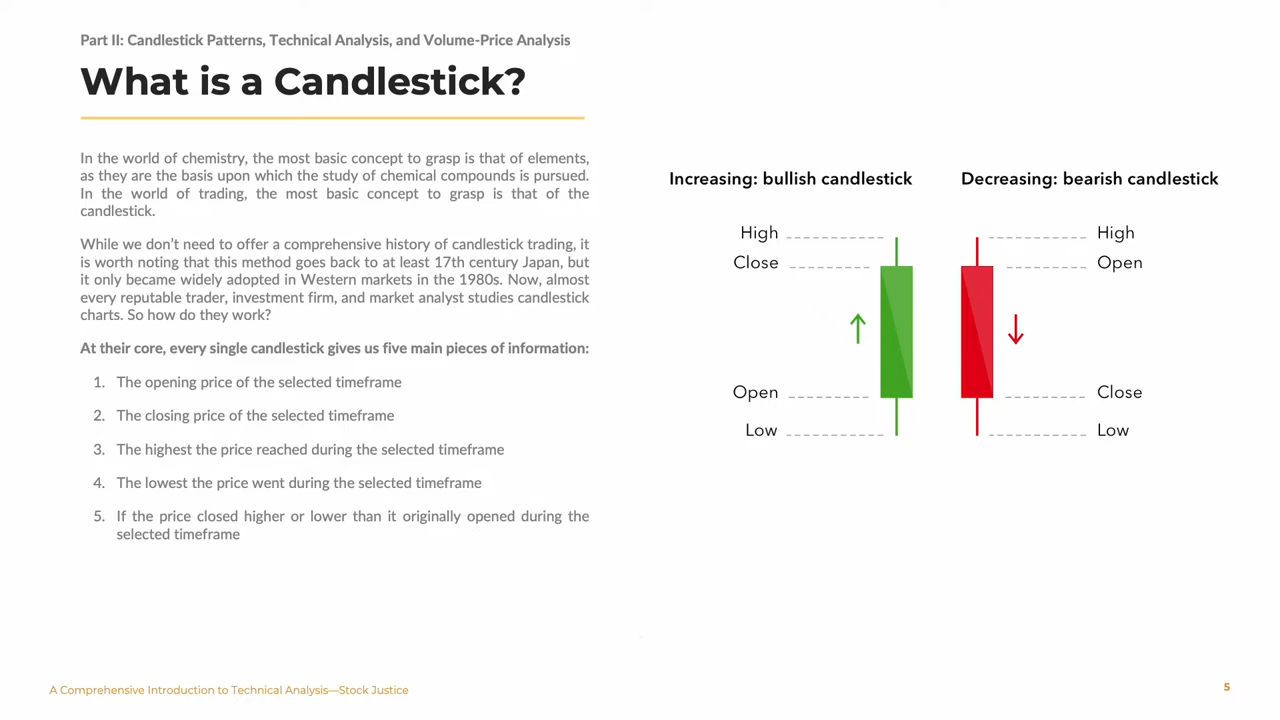 Part II: Candlestick Patterns, Technical Analysis, and Volume-Price Analysis
What is a Candlestick?
In the world of chemistry, the most basic concept to grasp is that of elements,
as they are the basis upon which the study of chemical compounds is pursued.
In the world of trading, the most basic concept to grasp is that of the
candlestick.
While we don’t need to offer a comprehensive history of candlestick trading, it
is worth noting that this method goes back to at least 17th century Japan, but
it only became widely adopted in Western markets in the 1980s. Now, almost
every reputable trader, investment firm, and market analyst studies candlestick
charts. So how do they work?
At their core, every single candlestick gives us five main pieces of information:
1. The opening price of the selected timeframe
2. The closing price of the selected timeframe
3. The highest the price reached during the selected timeframe
4. The lowest the price went during the selected timeframe
5. If the price closed higher or lower than it originally opened during the
selected timeframe
Increasing: bullish candlestick
High
Close
Open
Low
Decreasing: bearish candlestick
High
Open
Close
Low
A Comprehensive Introduction to Technical Analysis—Stock Justice
5